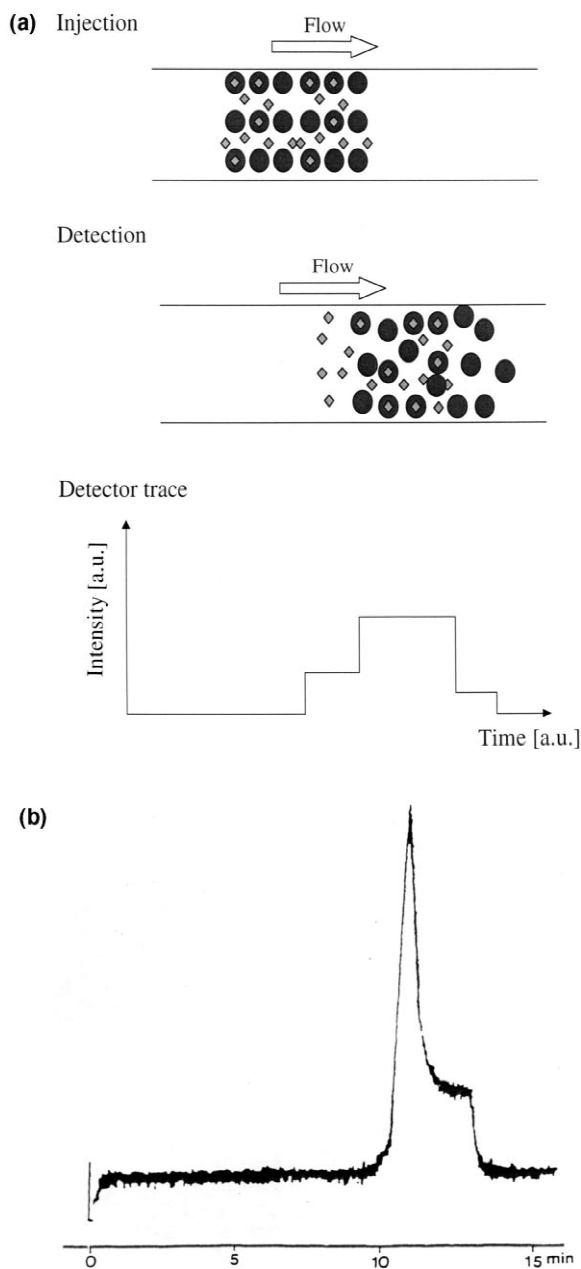 (a) Injection
Flow
Detection
Flow
Detector trace
Intensity [a.u.]
Time [a.u.]
(b)
0 5 10 15 min